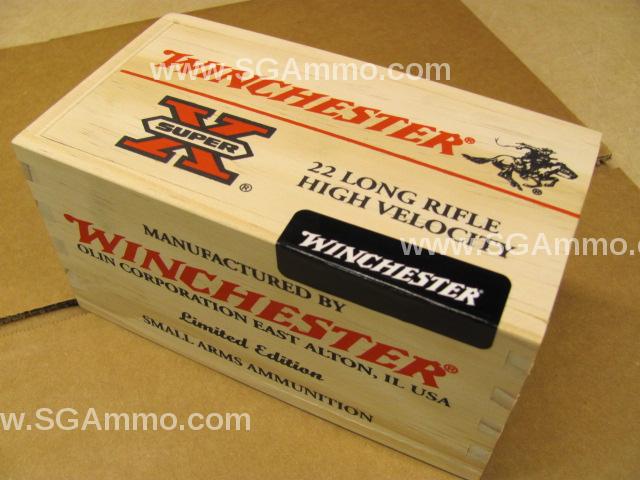 www.SGAmmo.com
WINCHESTER®
SUPER X®
22 LONG RIFLE
HIGH VELOCITY
www.SGAmmo.com
WINCHESTER®
MANUFACTURED BY
WINCHESTER®
OLIN CORPORATION EAST ALTON, IL USA
Limited Edition
SMALL ARMS AMMUNITION
www.SGAmmo.com